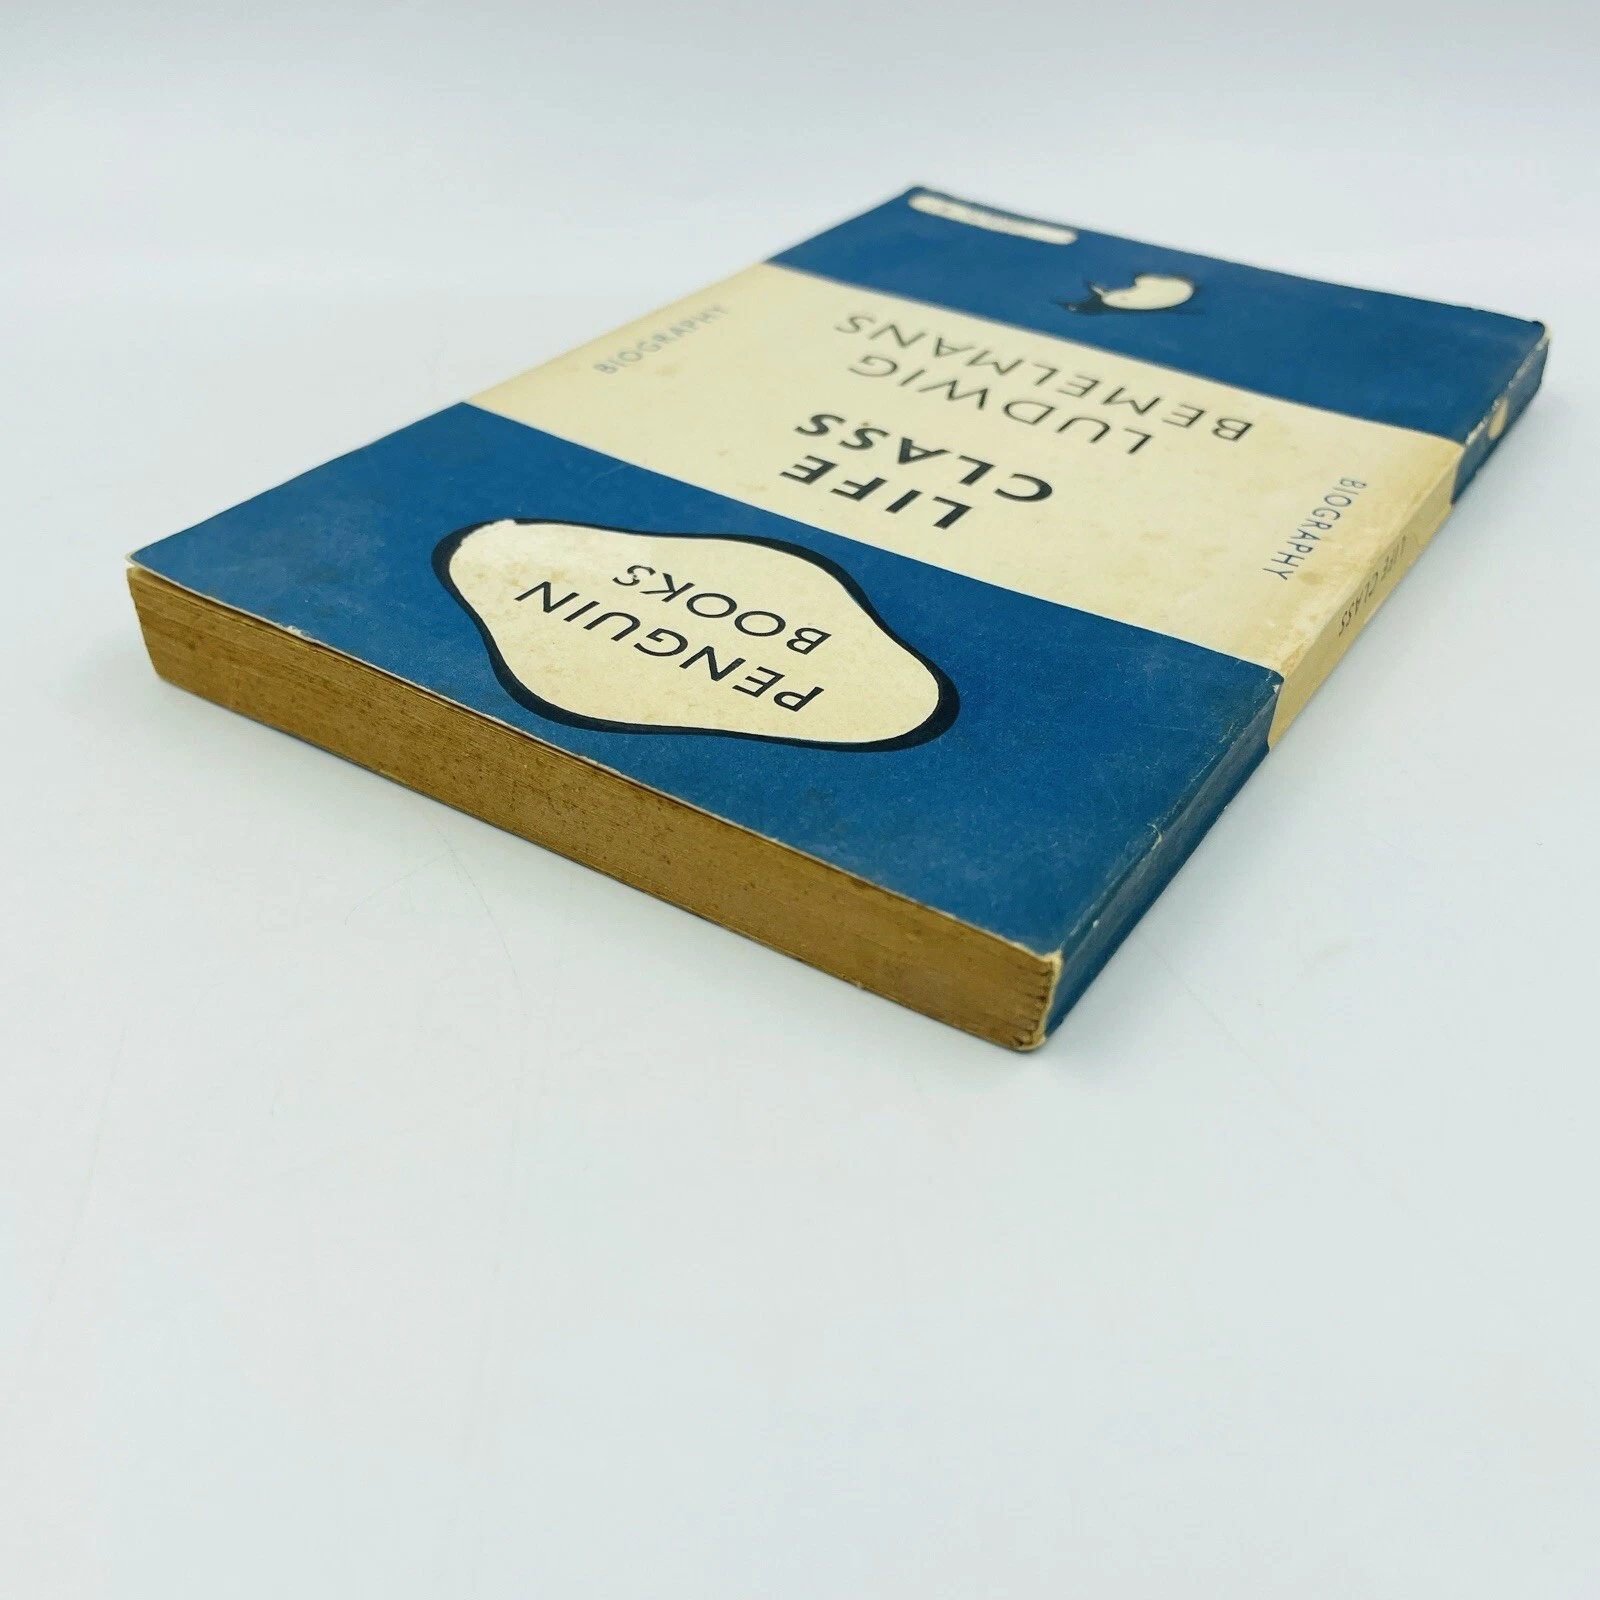 PENGUIN
BOOKS
BIOGRAPHY
LIFE
CLASS
LUDWIG
BEMELMANS
BIOGRAPHY
LIFE CLASS